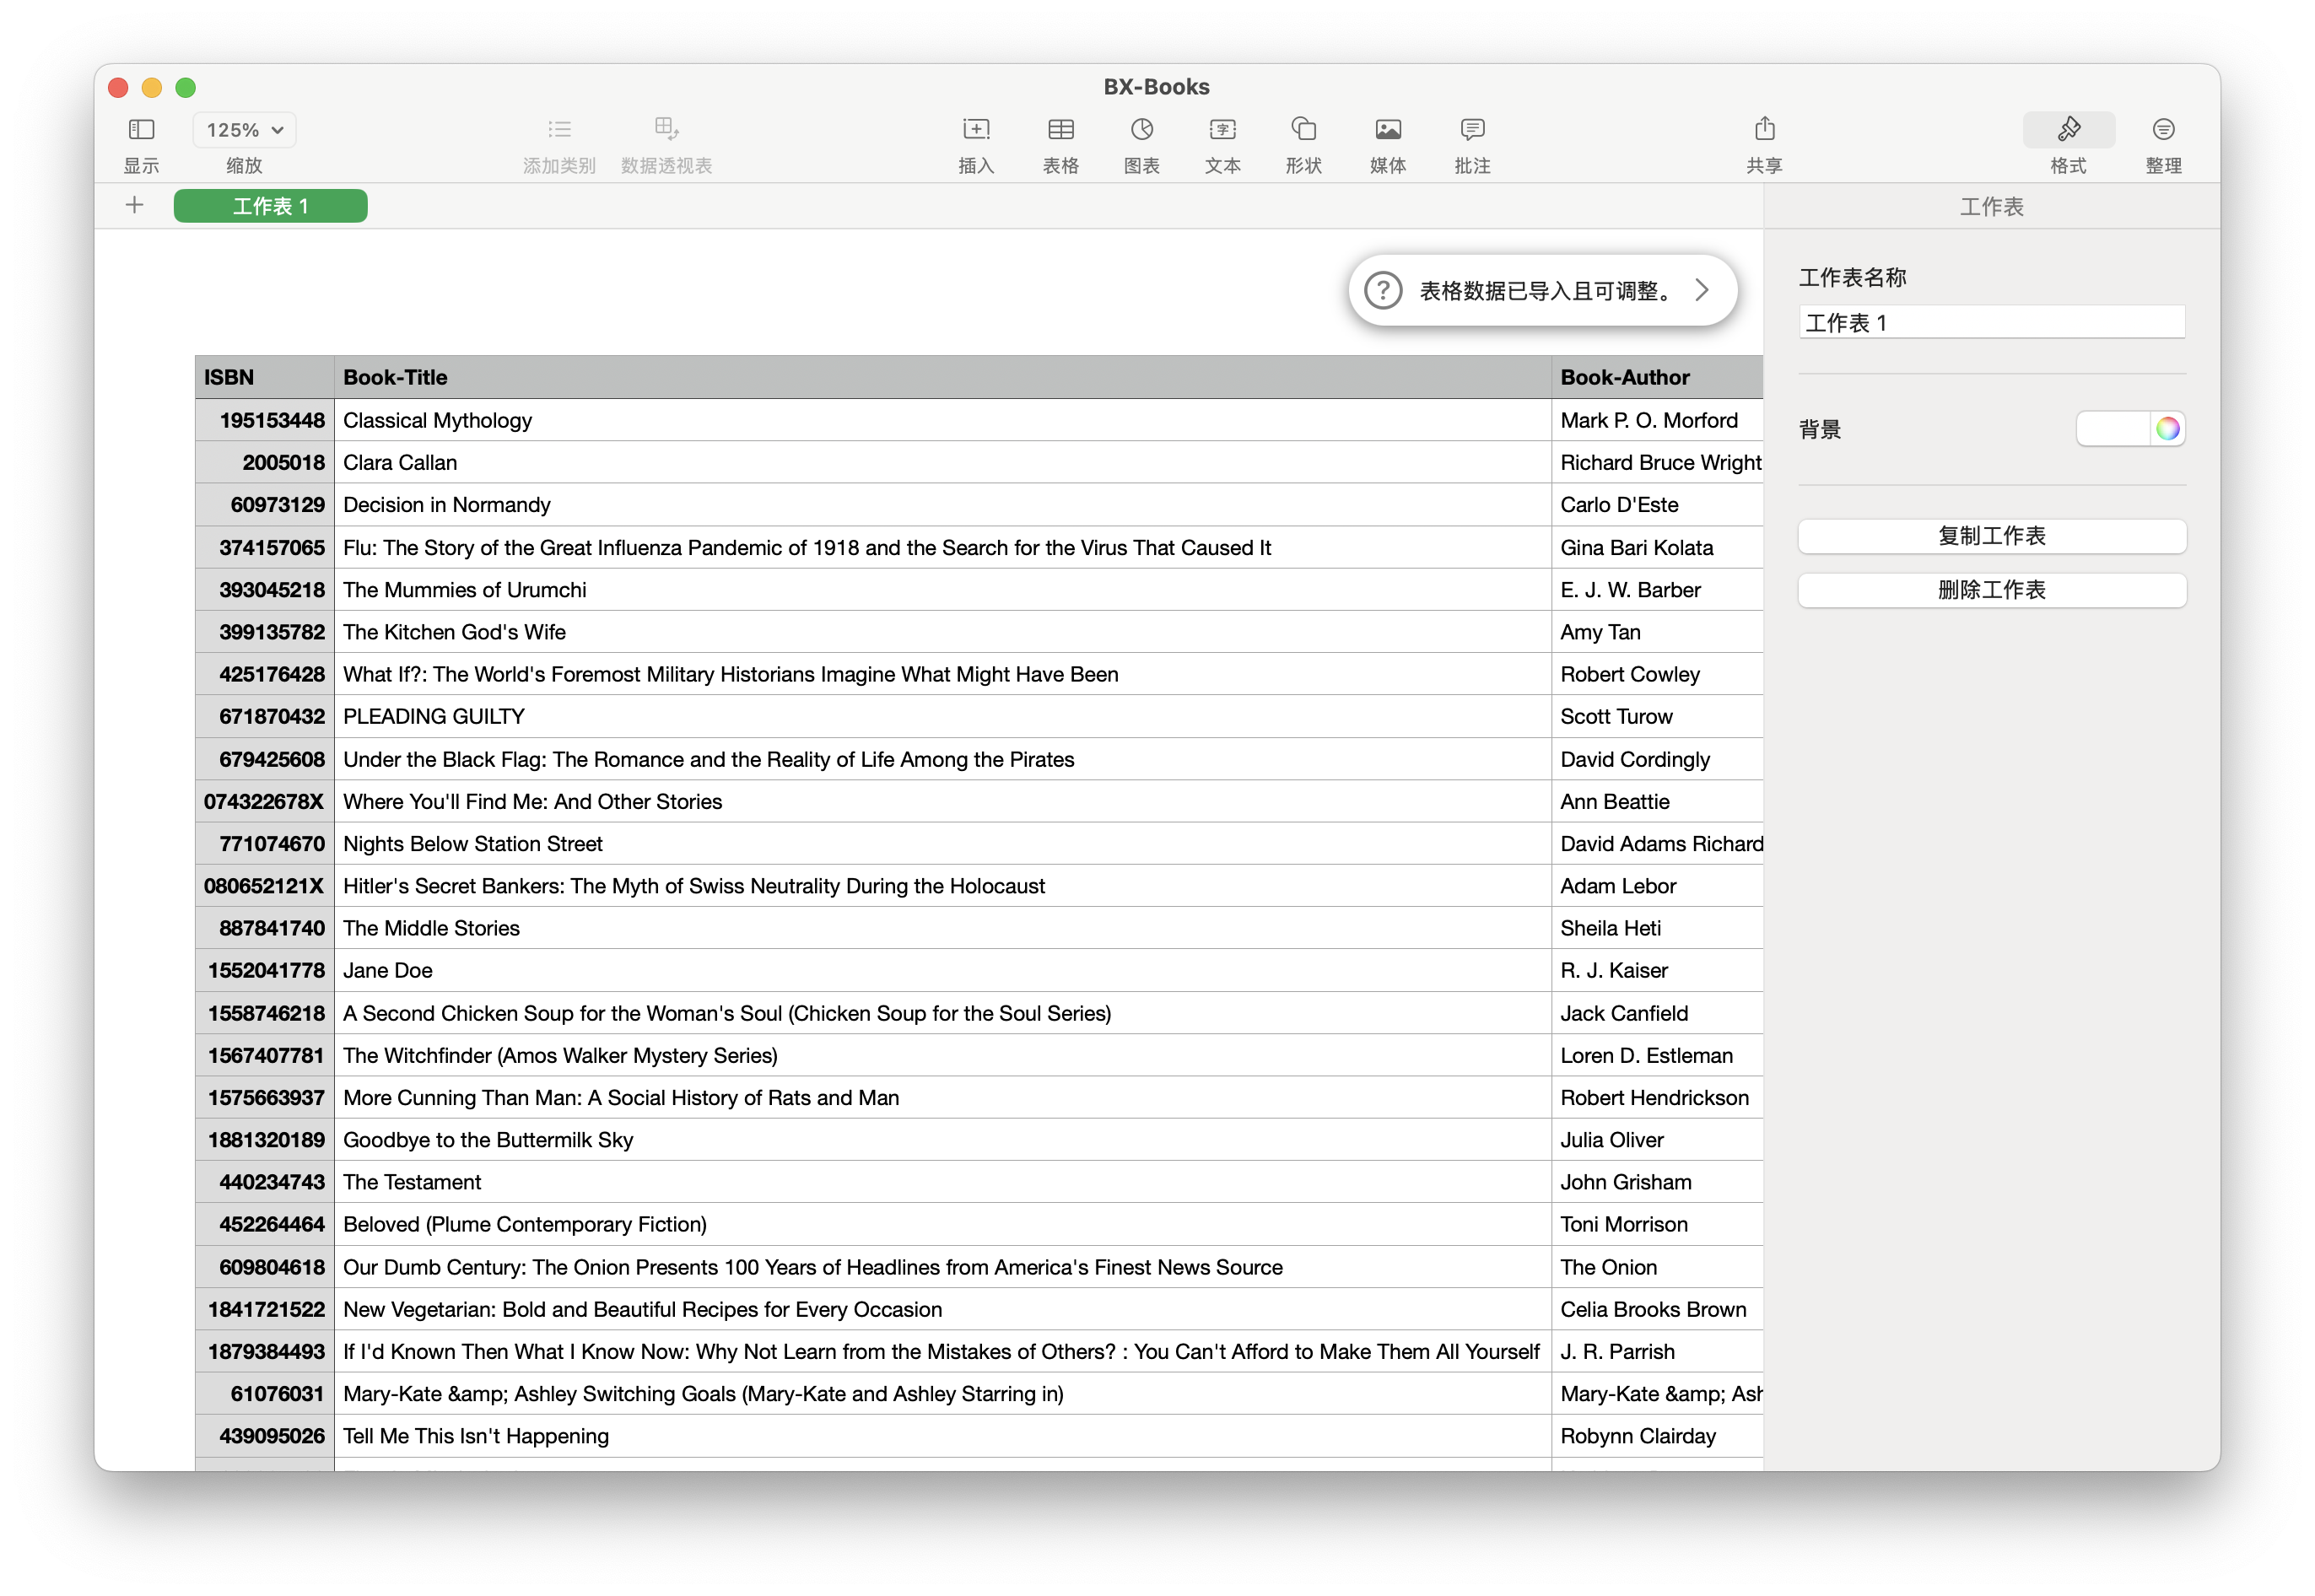 BX-Books
125%
显示
缩放
添加类别
数据透视表
插入
表格
图表
文本
形状
媒体
批注
共享
格式
整理
工作表 1
工作表
表格数据已导入且可调整。
工作表名称
工作表 1
背景
复制工作表
删除工作表
ISBN Book-Title Book-Author
195153448 Classical Mythology Mark P. O. Morford
2005018 Clara Callan Richard Bruce Wright
60973129 Decision in Normandy Carlo D'Este
374157065 Flu: The Story of the Great Influenza Pandemic of 1918 and the Search for the Virus That Caused It Gina Bari Kolata
393045218 The Mummies of Urumchi E. J. W. Barber
399135782 The Kitchen God's Wife Amy Tan
425176428 What If?: The World's Foremost Military Historians Imagine What Might Have Been Robert Cowley
671870432 PLEADING GUILTY Scott Turow
679425608 Under the Black Flag: The Romance and the Reality of Life Among the Pirates David Cordingly
074322678X Where You'll Find Me: And Other Stories Ann Beattie
771074670 Nights Below Station Street David Adams Richard
080652121X Hitler's Secret Bankers: The Myth of Swiss Neutrality During the Holocaust Adam Lebor
887841740 The Middle Stories Sheila Heti
1552041778 Jane Doe R. J. Kaiser
1558746218 A Second Chicken Soup for the Woman's Soul (Chicken Soup for the Soul Series) Jack Canfield
1567407781 The Witchfinder (Amos Walker Mystery Series) Loren D. Estleman
1575663937 More Cunning Than Man: A Social History of Rats and Man Robert Hendrickson
1881320189 Goodbye to the Buttermilk Sky Julia Oliver
440234743 The Testament John Grisham
452264464 Beloved (Plume Contemporary Fiction) Toni Morrison
609804618 Our Dumb Century: The Onion Presents 100 Years of Headlines from America's Finest News Source The Onion
1841721522 New Vegetarian: Bold and Beautiful Recipes for Every Occasion Celia Brooks Brown
1879384493 If I'd Known Then What I Know Now: Why Not Learn from the Mistakes of Others? : You Can't Afford to Make Them All Yourself J. R. Parrish
61076031 Mary-Kate &amp; Ashley Switching Goals (Mary-Kate and Ashley Starring in) Mary-Kate &amp; Ash
439095026 Tell Me This Isn't Happening Robynn Clairday